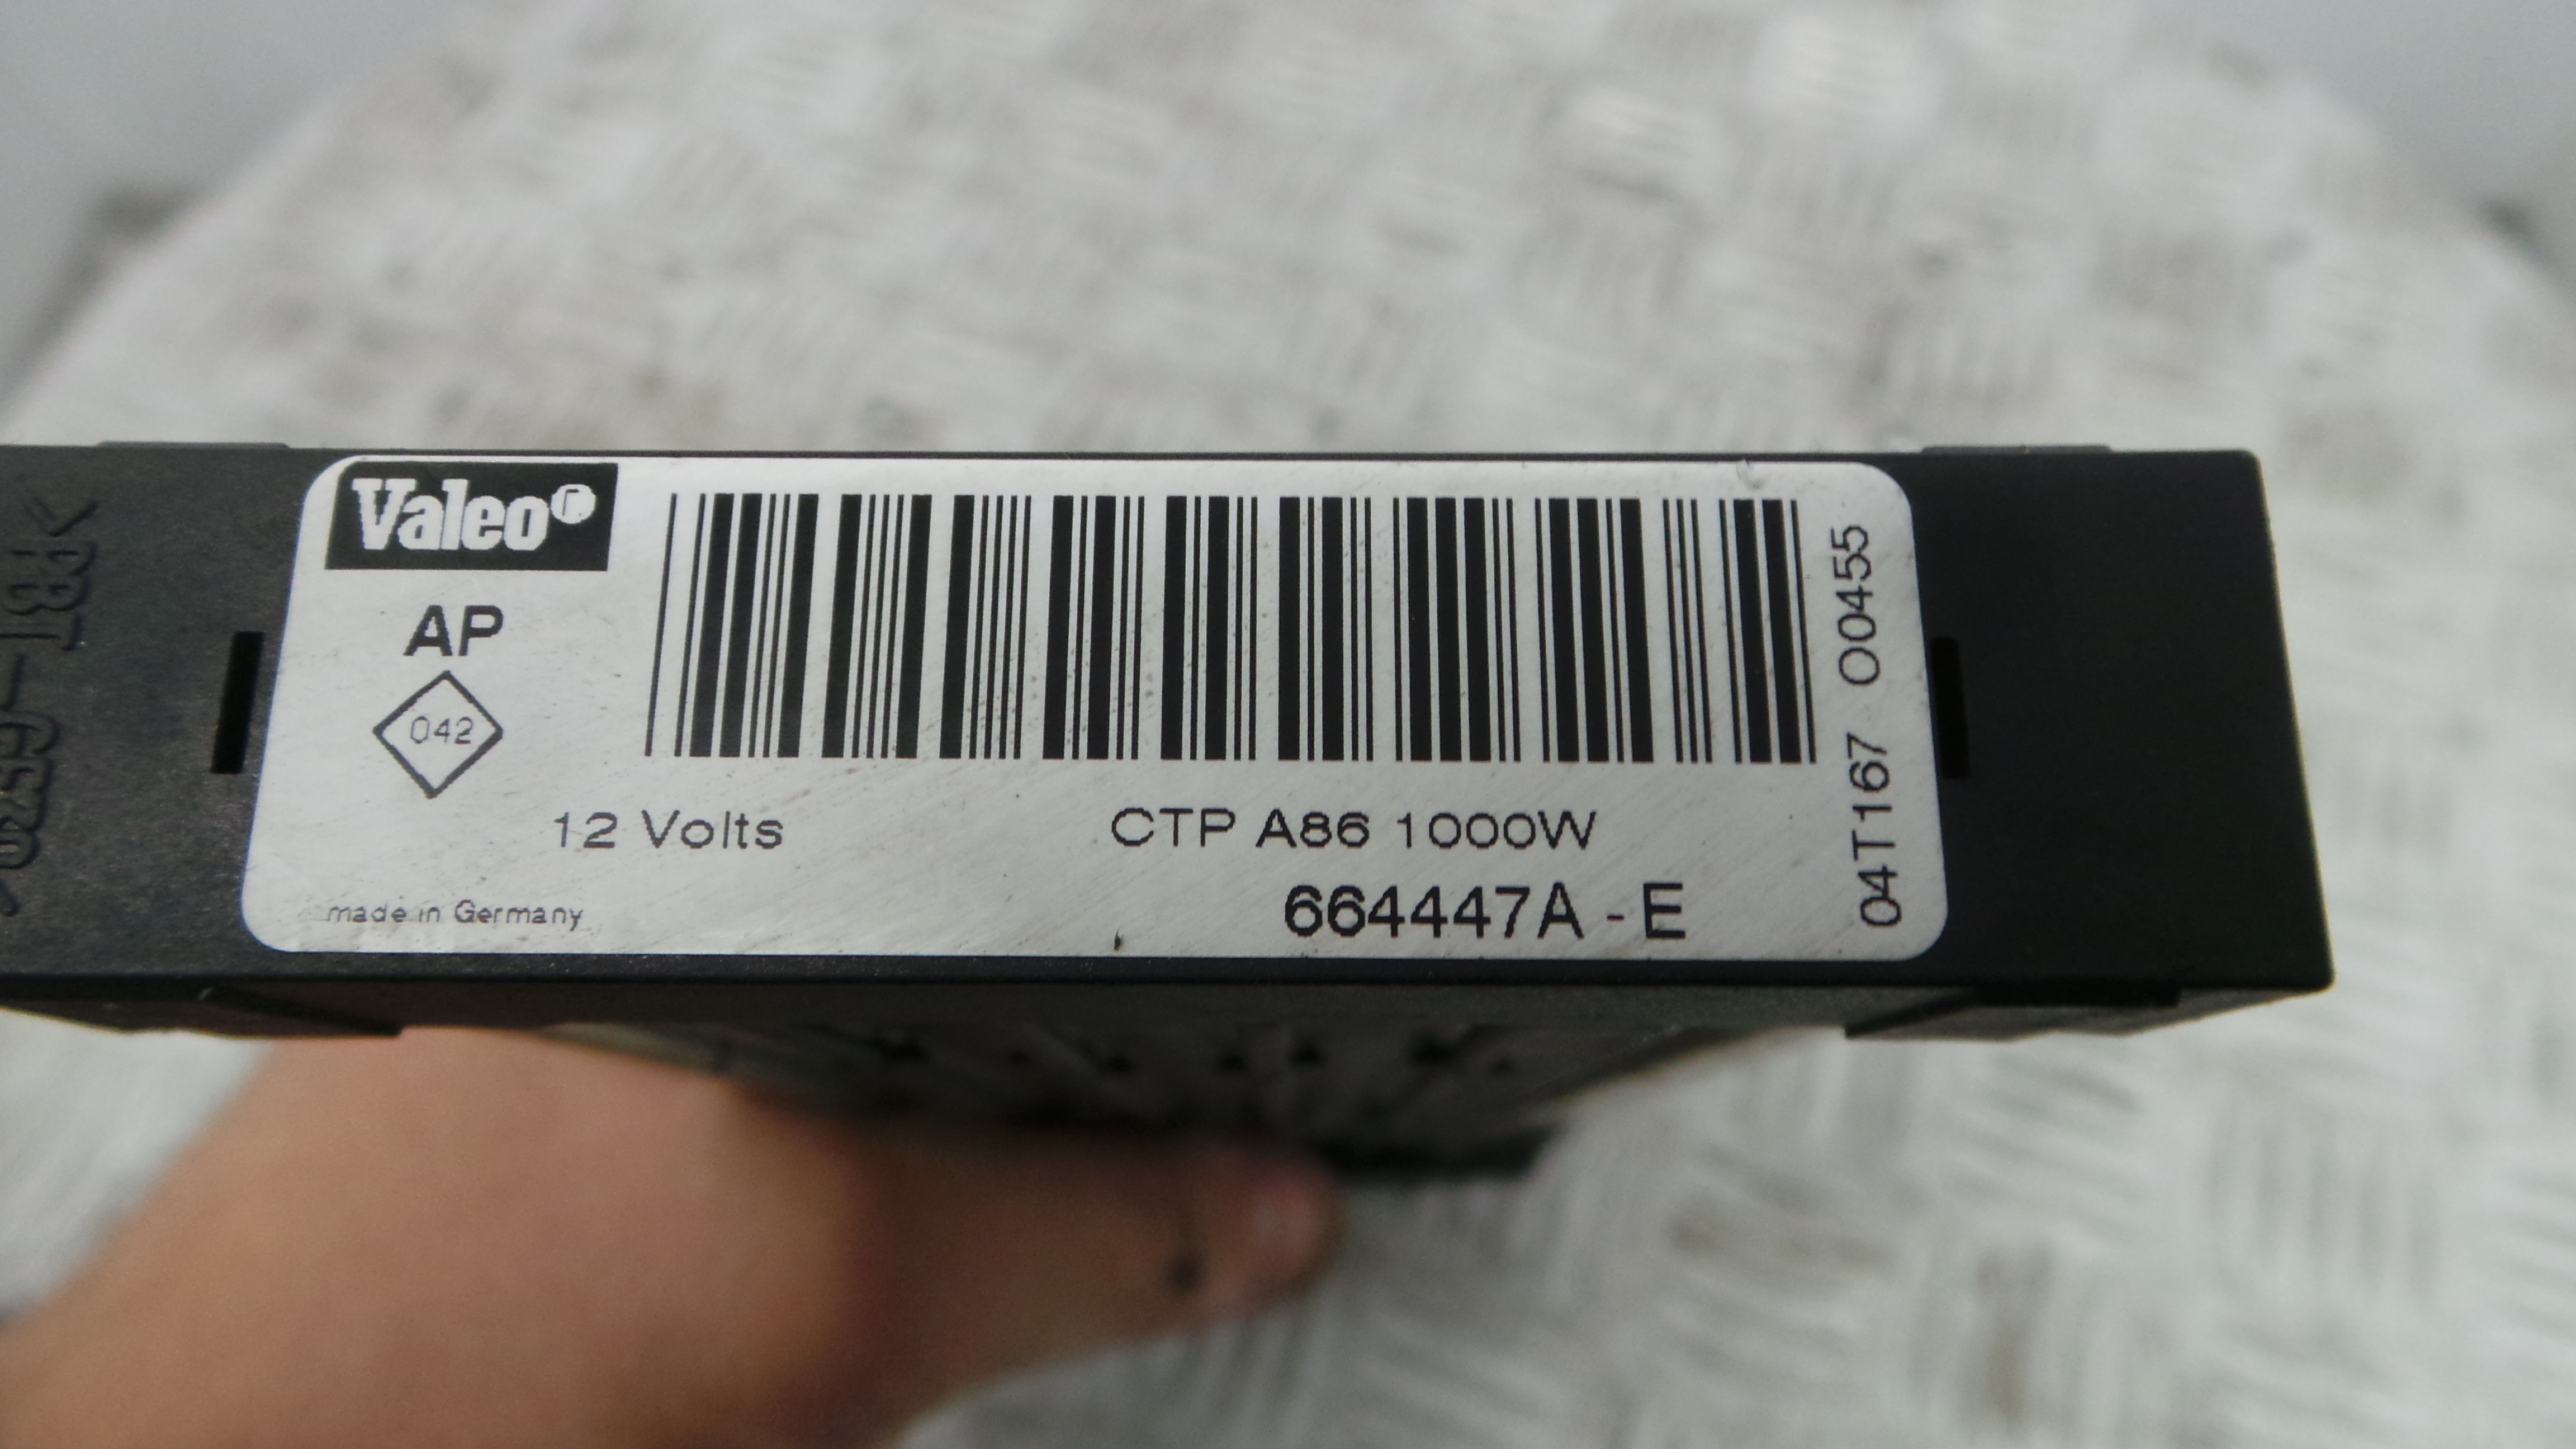 Valeo®
AP
042
12 Volts
CTP A86 1000W
made in Germany
664447A - E
04T167 O0455